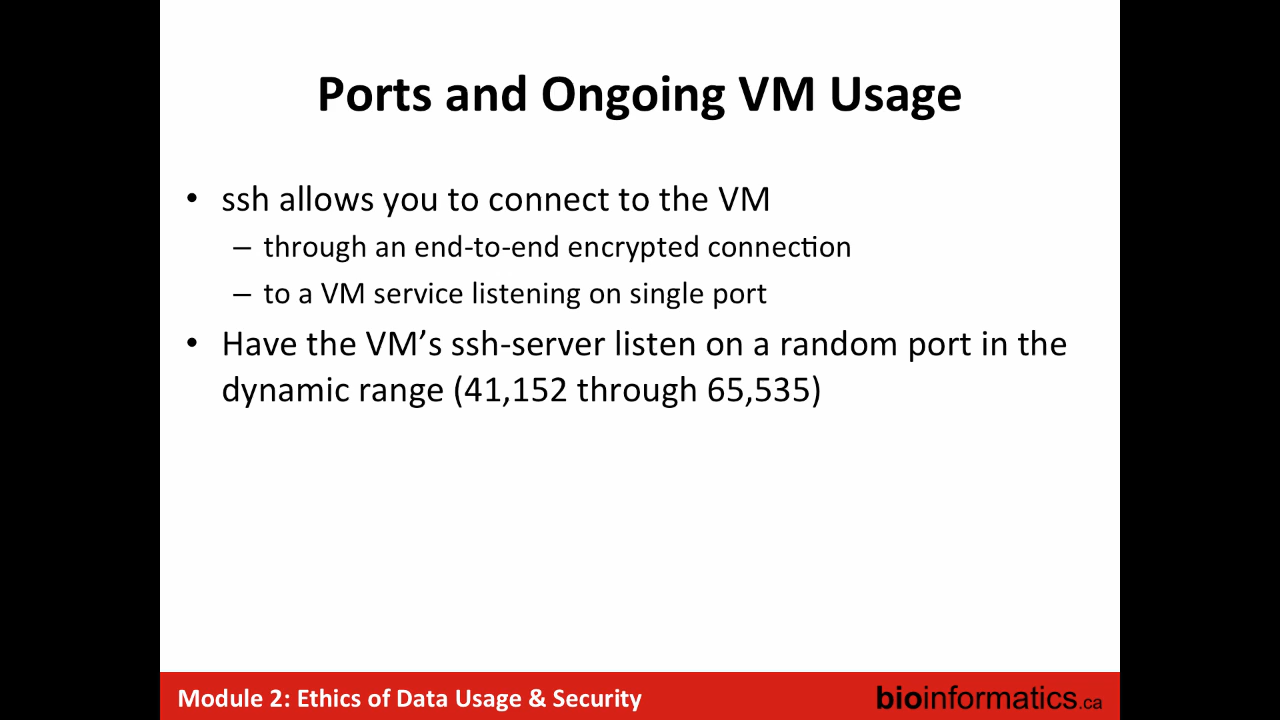 Ports and Ongoing VM Usage
• ssh allows you to connect to the VM
– through an end-to-end encrypted connection
– to a VM service listening on single port
• Have the VM’s ssh-server listen on a random port in the
dynamic range (41,152 through 65,535)
Module 2: Ethics of Data Usage & Security
bioinformatics.ca